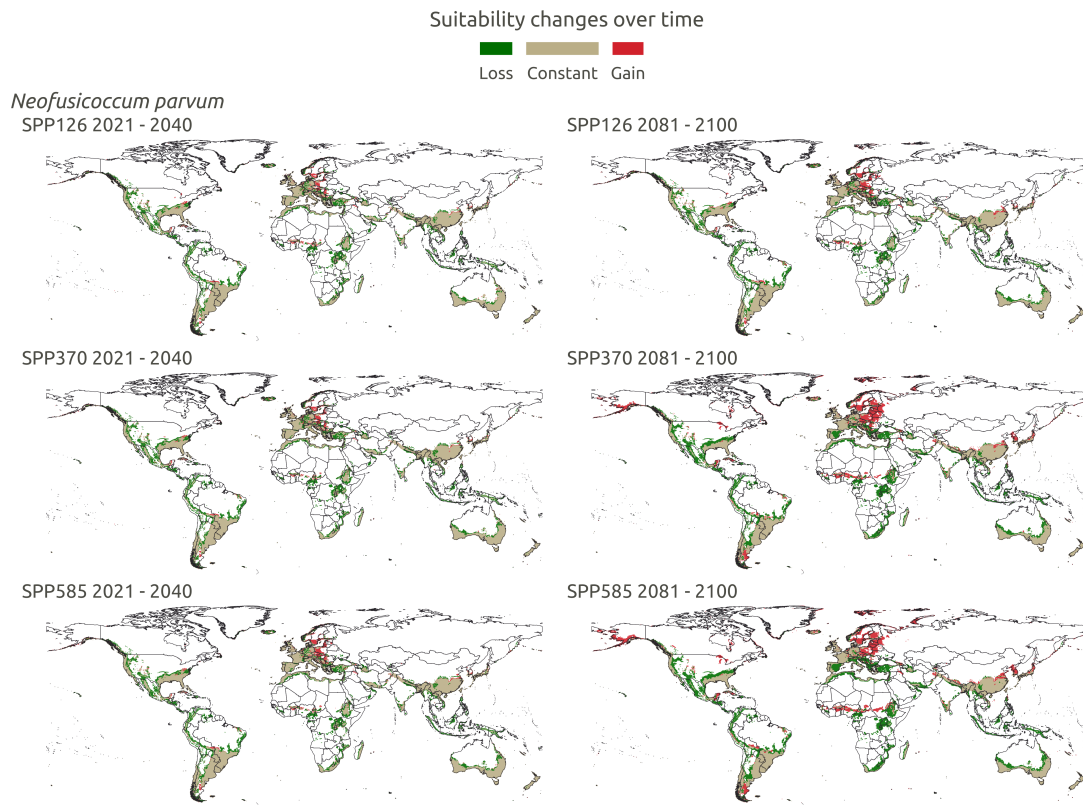 Suitability changes over time
Loss Constant Gain
Neofusicoccum parvum
SPP126 2021 - 2040
SPP126 2081 - 2100
SPP370 2021 - 2040
SPP370 2081 - 2100
SPP585 2021 - 2040
SPP585 2081 - 2100